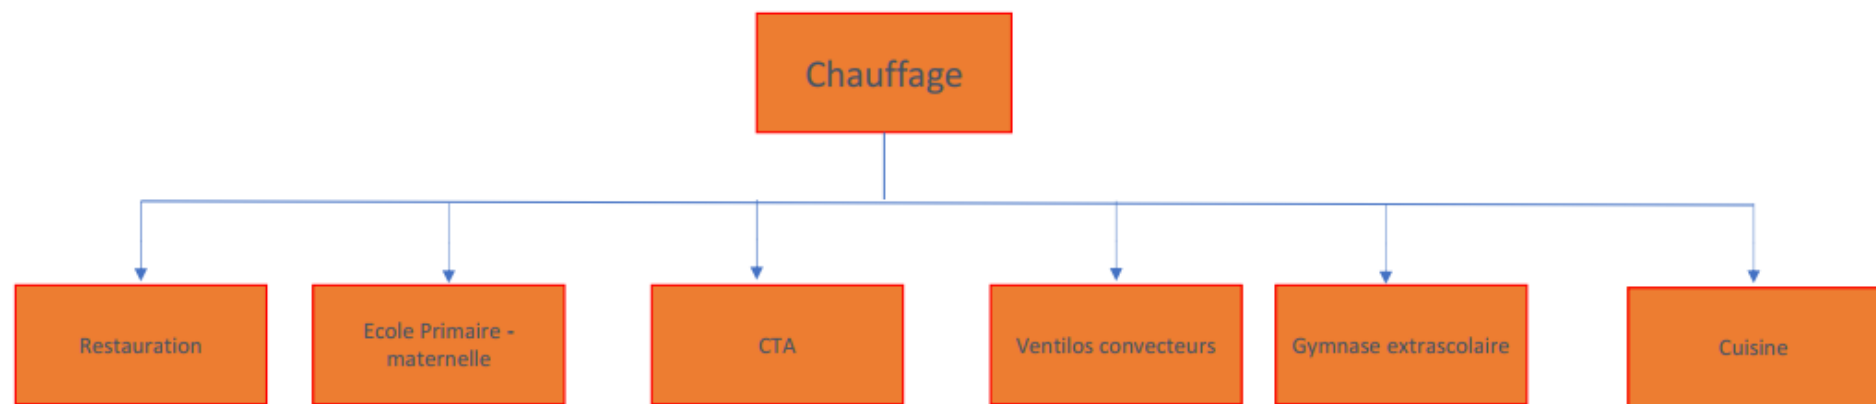 Chauffage
Restauration
Ecole Primaire -
maternelle
CTA
Ventilos convecteurs
Gymnase extrascolaire
Cuisine